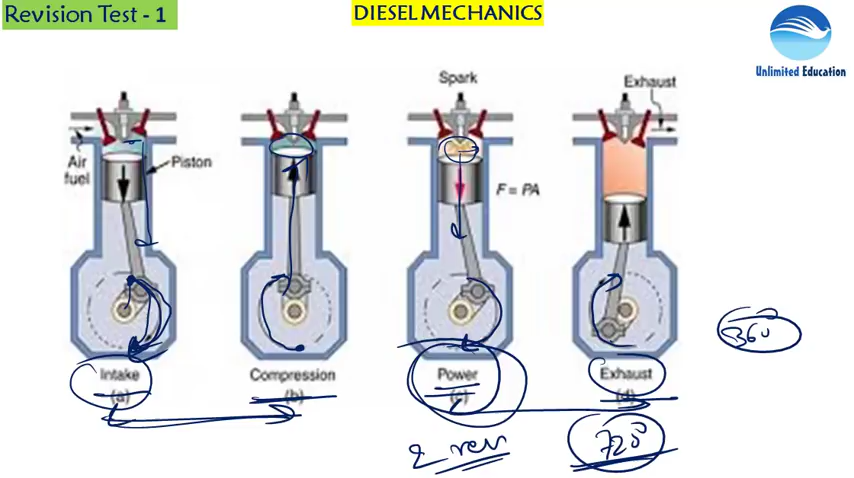 Revision Test - 1
DIESEL MECHANICS
Unlimited Education
Spark
Exhaust
Air
fuel
Piston
F = PA
360°
Intake
Compression
Power
Exhaust
(a)
(b)
(c)
(d)
2 rev
720°